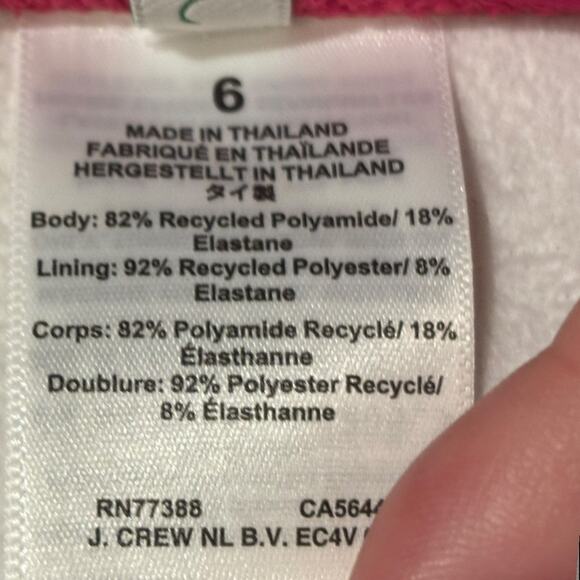 6
MADE IN THAILAND
FABRIQUÉ EN THAÏLANDE
HERGESTELLT IN THAILAND
タイ製
Body: 82% Recycled Polyamide/ 18%
Elastane
Lining: 92% Recycled Polyester/ 8%
Elastane
Corps: 82% Polyamide Recyclé/ 18%
Élasthanne
Doublure: 92% Polyester Recyclé/
8% Élasthanne
RN77388
J. CREW NL B.V. EC4V